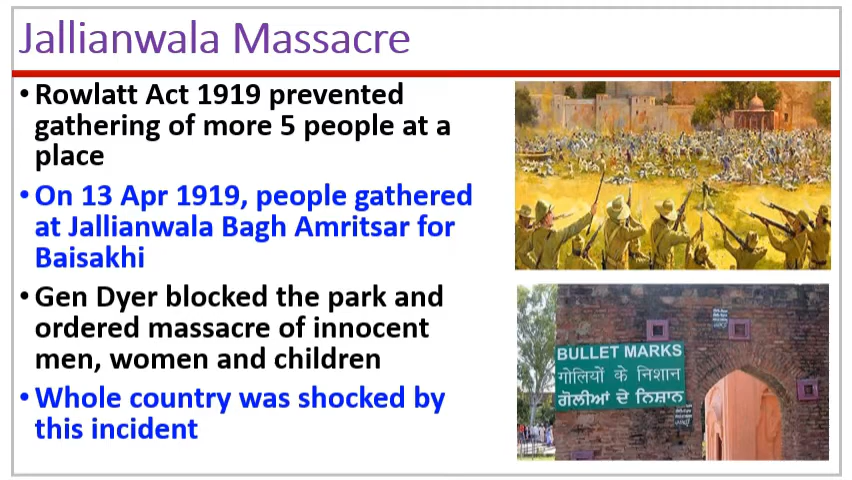 Jallianwala Massacre
• Rowlatt Act 1919 prevented
gathering of more 5 people at a
place
• On 13 Apr 1919, people gathered
at Jallianwala Bagh Amritsar for
Baisakhi
• Gen Dyer blocked the park and
ordered massacre of innocent
men, women and children
• Whole country was shocked by
this incident
BULLET MARKS
गोलियों के निशान
ਗੋਲੀਆਂ ਦੇ ਨਿਸ਼ਾਨ